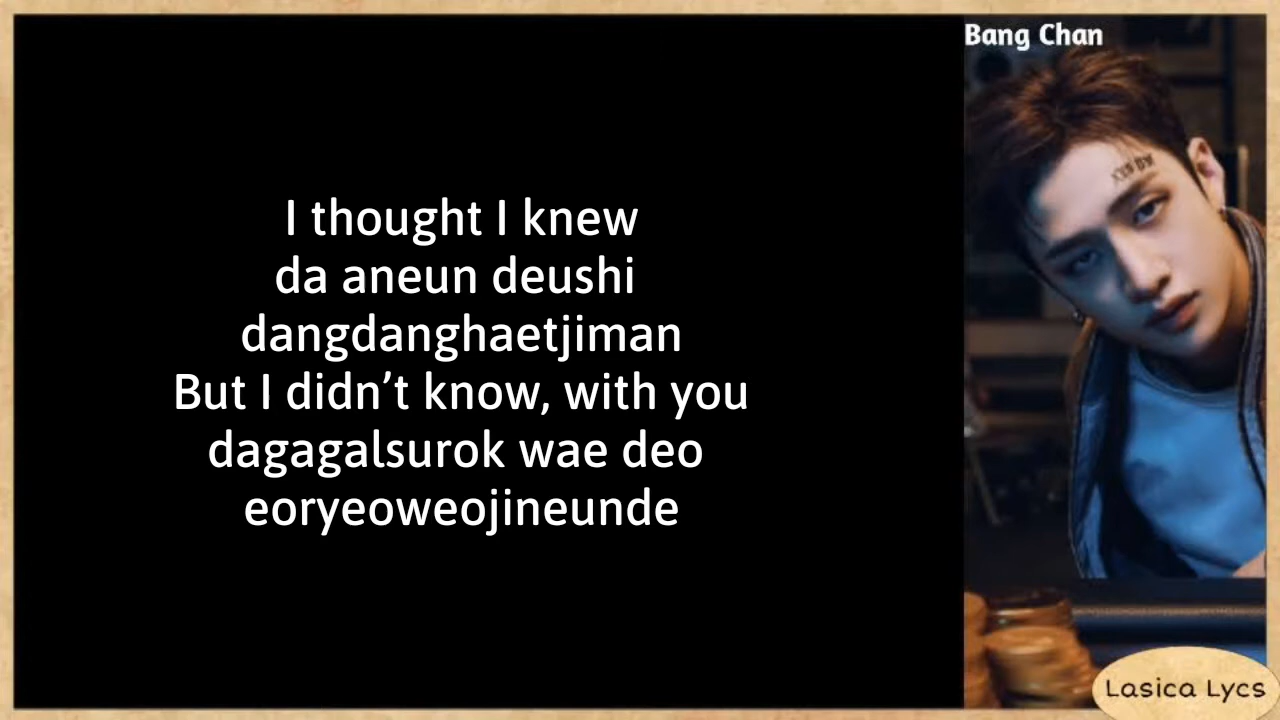 Bang Chan
I thought I knew
da aneun deushi
dangdanghaetjiman
But I didn’t know, with you
dagagalsurok wae deo
eoryeoweojineunde
Lasica Lycs